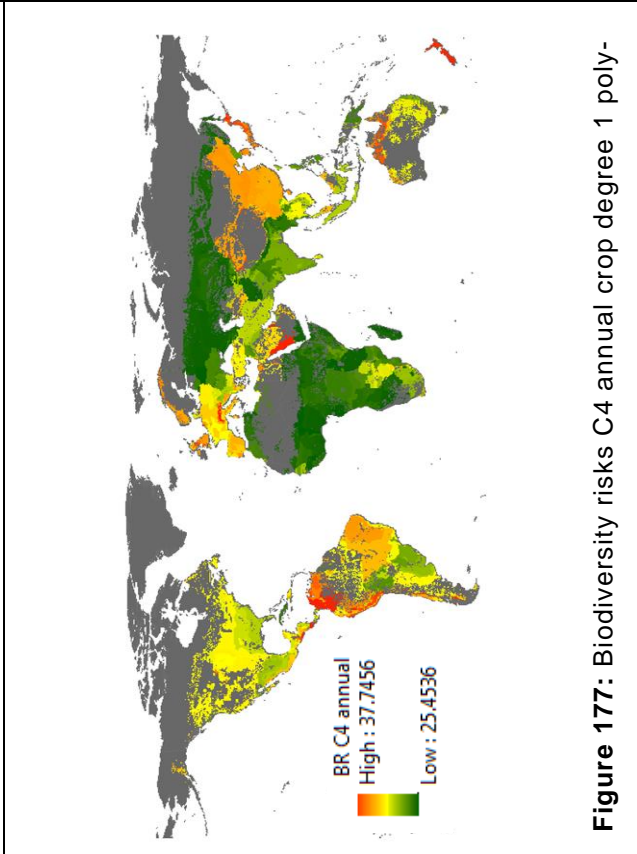 BR C4 annual
High : 37.7456
Low : 25.4536
Figure 177: Biodiversity risks C4 annual crop degree 1 poly-